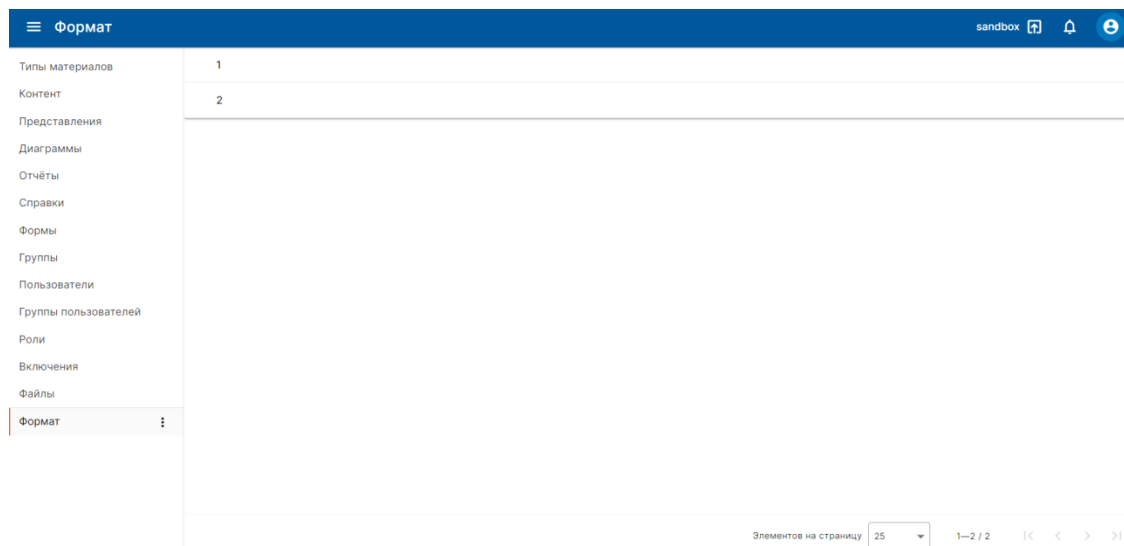 Формат
sandbox
Типы материалов
Контент
Представления
Диаграммы
Отчёты
Справки
Формы
Группы
Пользователи
Группы пользователей
Роли
Включения
Файлы
Формат
1
2
Элементов на страницу 25 1—2 / 2